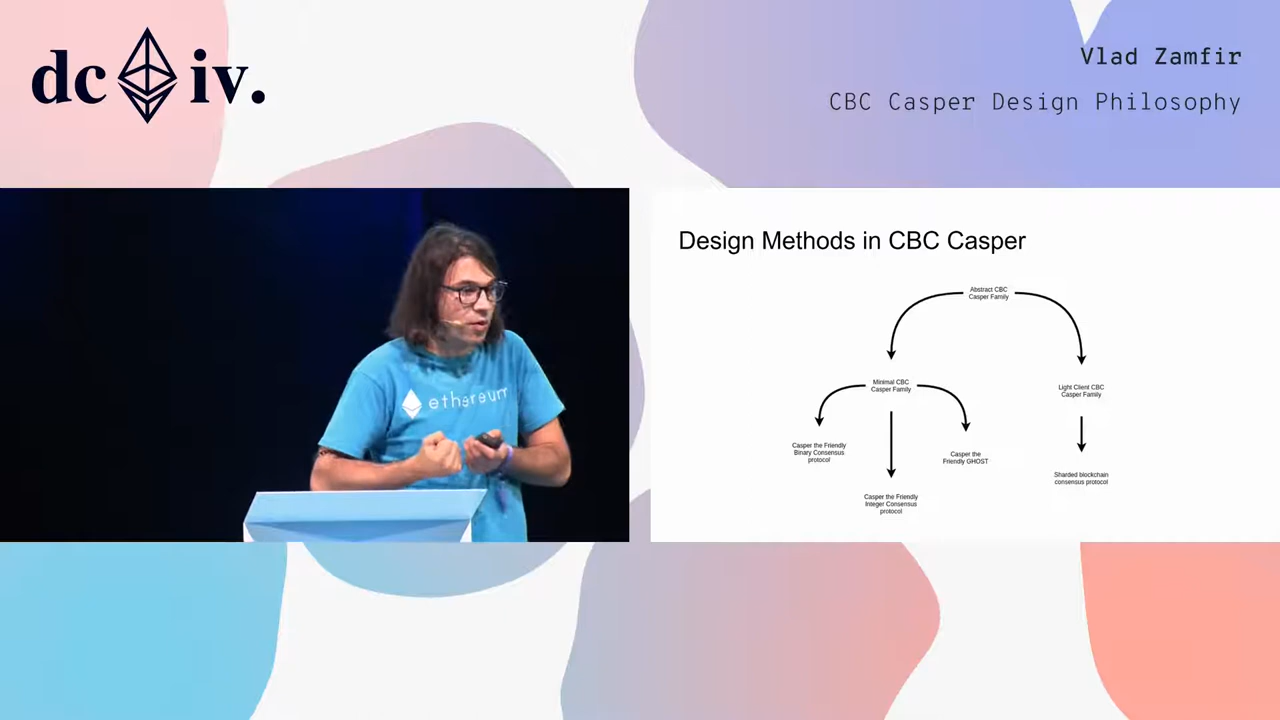 dc iv.
Vlad Zamfir
CBC Casper Design Philosophy
ethereum
Design Methods in CBC Casper
Abstract CBC
Casper Family
Minimal CBC
Casper Family
Light Client CBC
Casper Family
Casper the Friendly
Binary Consensus
protocol
Casper the
Friendly GHOST
Sharded blockchain
consensus protocol
Casper the Friendly
Integer Consensus
protocol